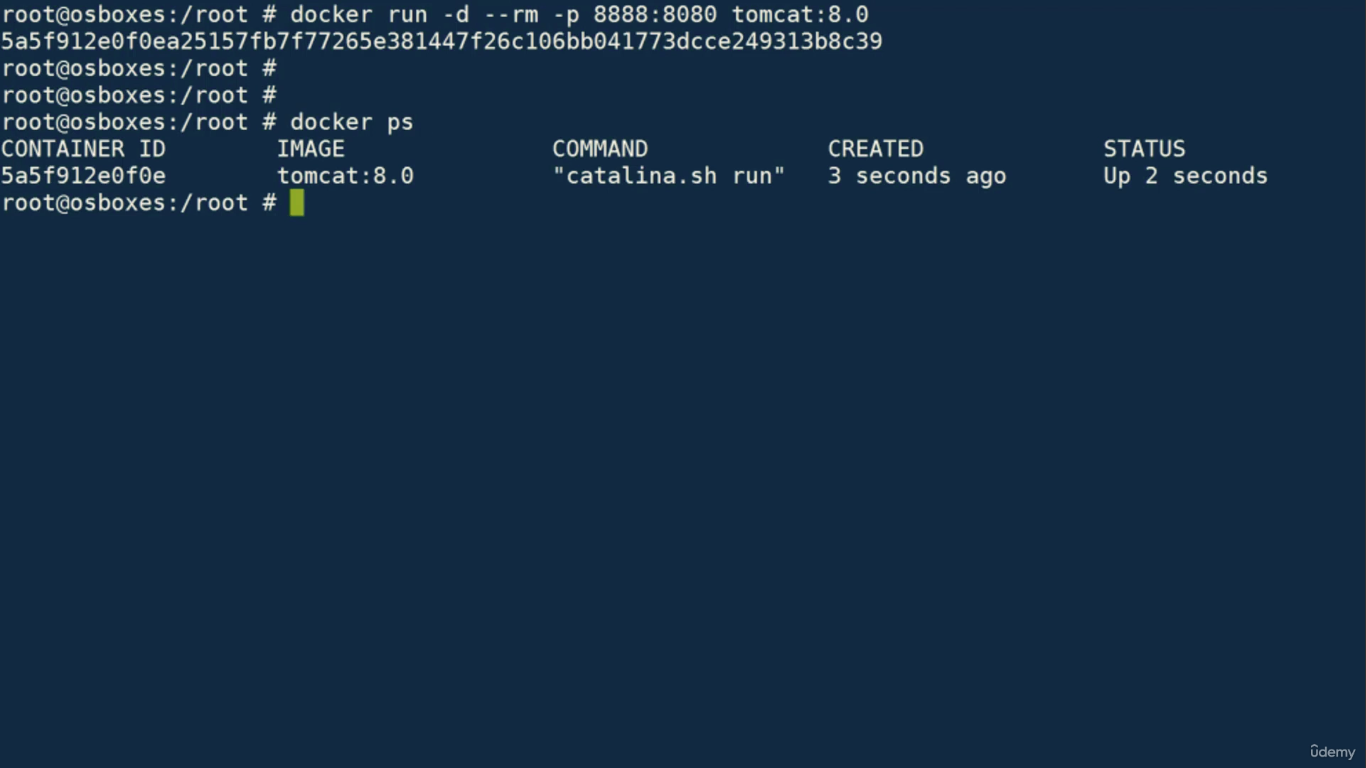 root@osboxes:/root # docker run -d --rm -p 8888:8080 tomcat:8.0
5a5f912e0f0ea25157fb7f77265e381447f26c106bb041773dcce249313b8c39
root@osboxes:/root #
root@osboxes:/root #
root@osboxes:/root # docker ps
CONTAINER ID        IMAGE               COMMAND             CREATED             STATUS
5a5f912e0f0e        tomcat:8.0          "catalina.sh run"   3 seconds ago       Up 2 seconds
root@osboxes:/root #
udemy